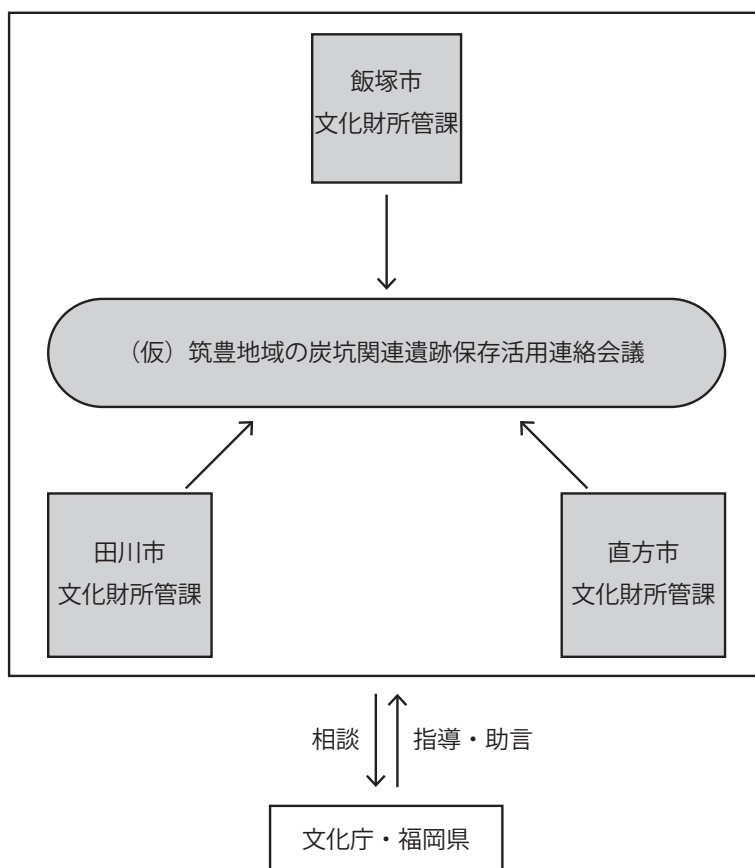 飯塚市
文化財所管課
（仮）筑豊地域の炭坑関連遺跡保存活用連絡会議
田川市
文化財所管課
直方市
文化財所管課
相談
指導・助言
文化庁・福岡県